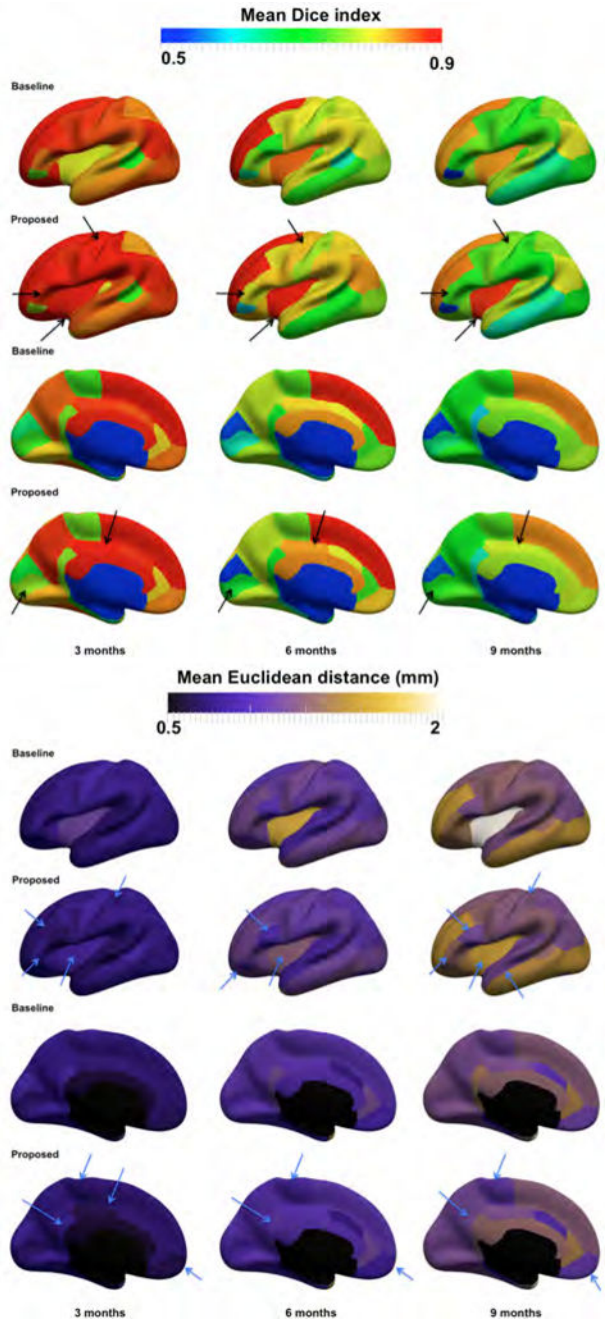 Mean Dice index
0.5 0.9
Baseline
Proposed
Baseline
Proposed
3 months 6 months 9 months
Mean Euclidean distance (mm)
0.5 2
Baseline
Proposed
Baseline
Proposed
3 months 6 months 9 months